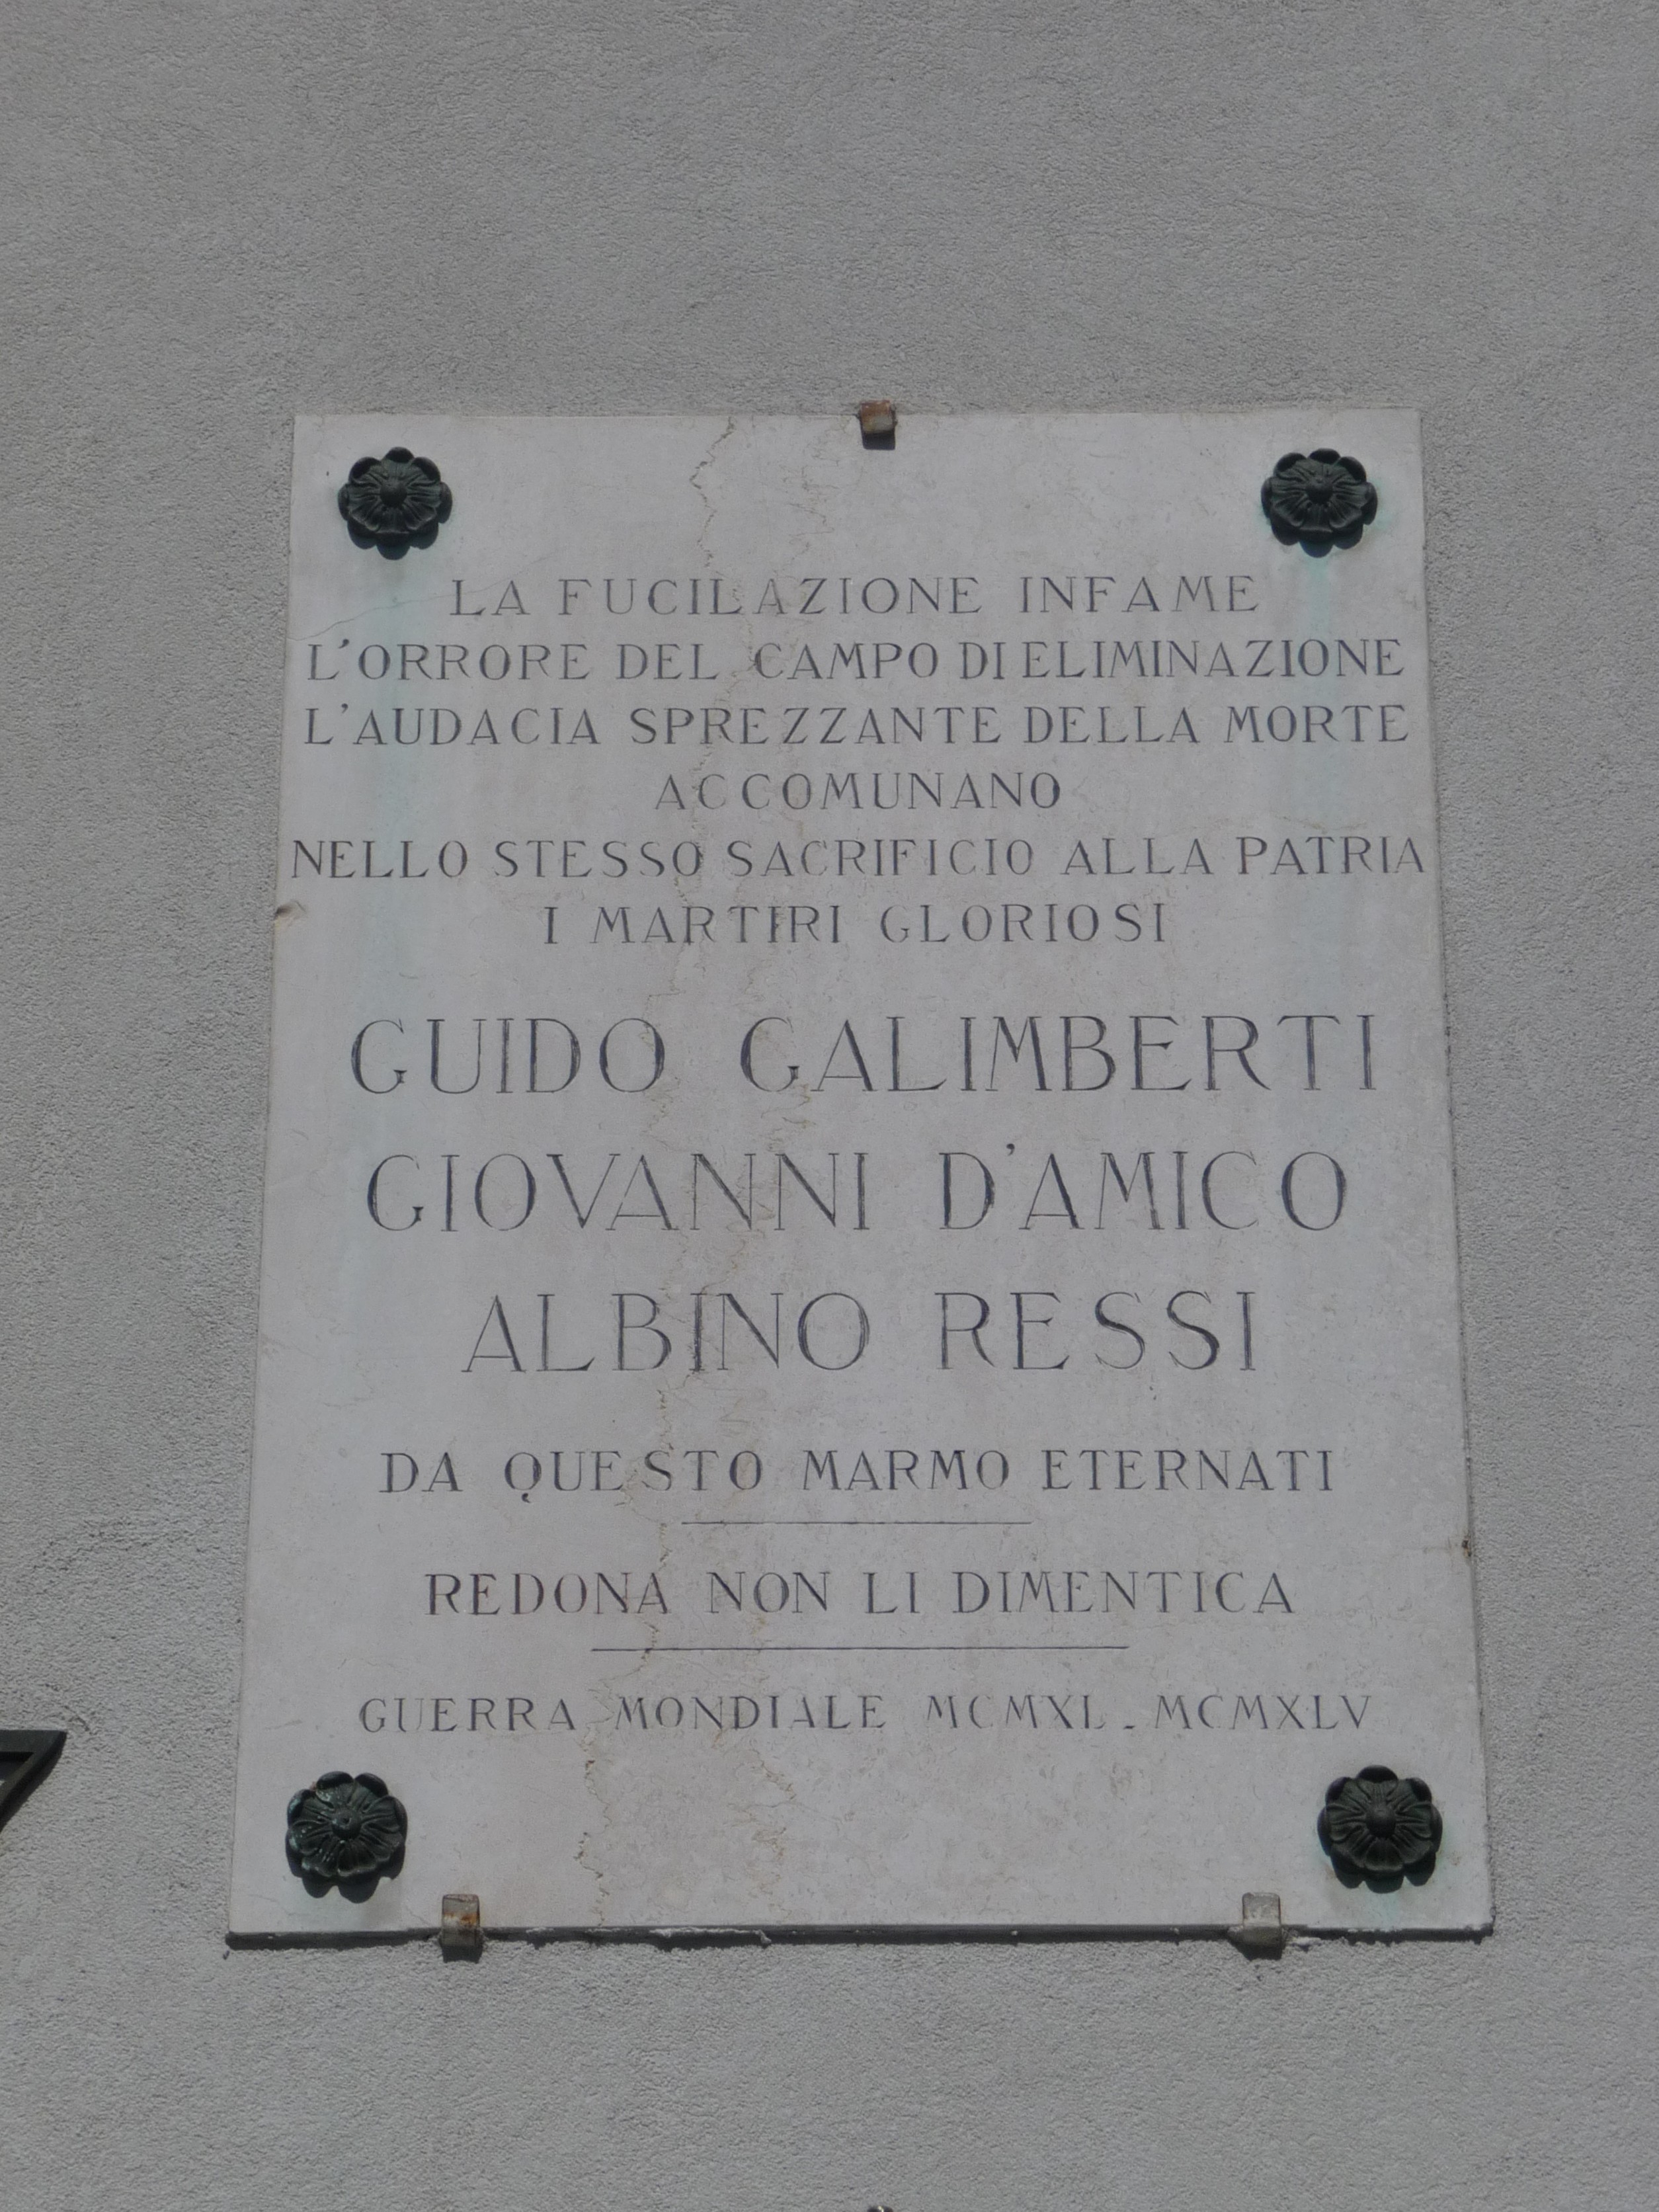 LA FUCILAZIONE INFAME
L'ORRORE DEL CAMPO DI ELIMINAZIONE
L'AUDACIA SPREZZANTE DELLA MORTE
ACCOMUNANO
NELLO STESSO SACRIFICIO ALLA PATRIA
I MARTIRI GLORIOSI
GUIDO GALIMBERTI
GIOVANNI D'AMICO
ALBINO RESSI
DA QUESTO MARMO ETERNATI
REDONA NON LI DIMENTICA
GUERRA MONDIALE MCMXL - MCMXLV